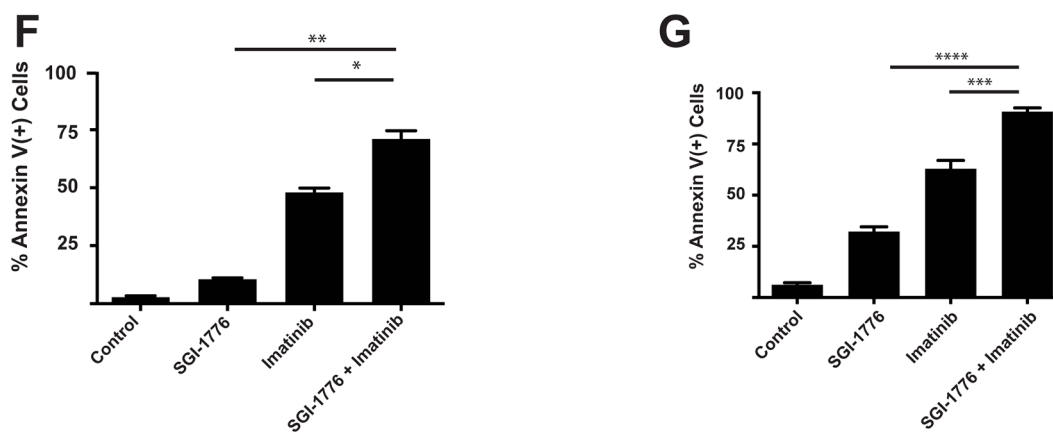 F
% Annexin V(+) Cells
**
*
100
75
50
25
Control
SGI-1776
Imatinib
SGI-1776 + Imatinib
G
% Annexin V(+) Cells
****
***
100
75
50
25
Control
SGI-1776
Imatinib
SGI-1776 + Imatinib